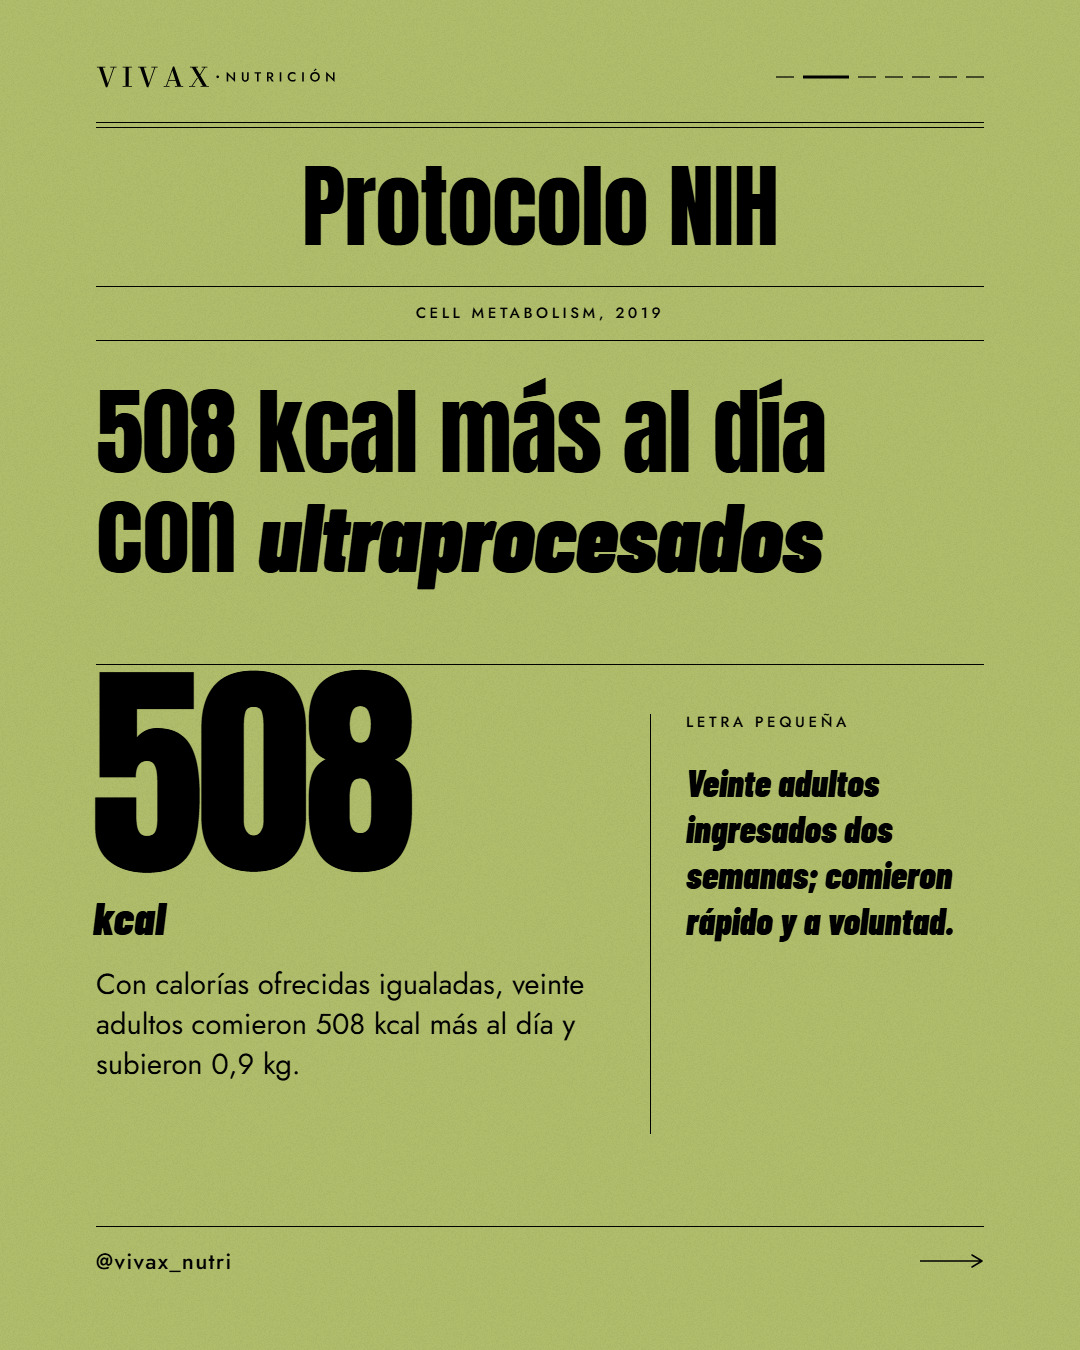 VIVAX·NUTRICIÓN
Protocolo NIH
CELL METABOLISM, 2019
508 kcal más al día
con ultraprocesados
508
kcal
Con calorías ofrecidas igualadas, veinte
adultos comieron 508 kcal más al día y
subieron 0,9 kg.
LETRA PEQUEÑA
Veinte adultos
ingresados dos
semanas; comieron
rápido y a voluntad.
@vivax_nutri